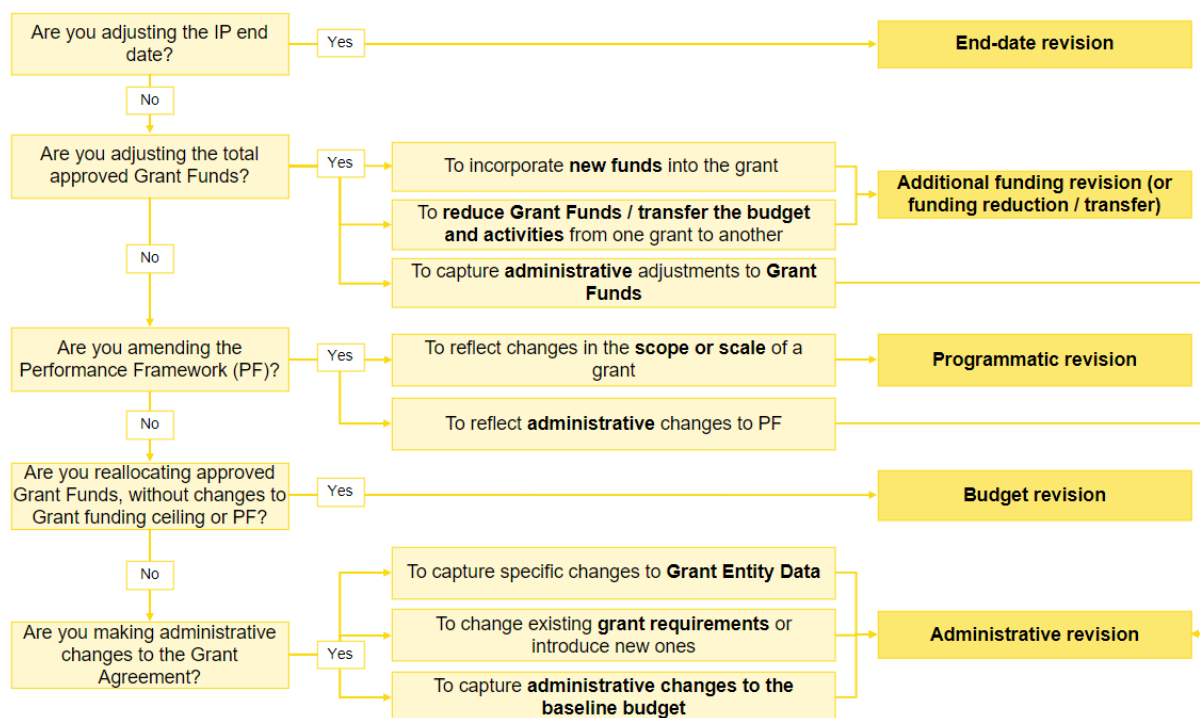 Are you adjusting the IP end
date?
Yes
End-date revision
No
Are you adjusting the total
approved Grant Funds?
Yes
To incorporate new funds into the grant
To reduce Grant Funds / transfer the budget
and activities from one grant to another
To capture administrative adjustments to Grant
Funds
Additional funding revision (or
funding reduction / transfer)
No
Are you amending the
Performance Framework (PF)?
Yes
To reflect changes in the scope or scale of a
grant
Programmatic revision
To reflect administrative changes to PF
No
Are you reallocating approved
Grant Funds, without changes to
Grant funding ceiling or PF?
Yes
Budget revision
No
Are you making administrative
changes to the Grant
Agreement?
Yes
To capture specific changes to Grant Entity Data
To change existing grant requirements or
introduce new ones
To capture administrative changes to the
baseline budget
Administrative revision